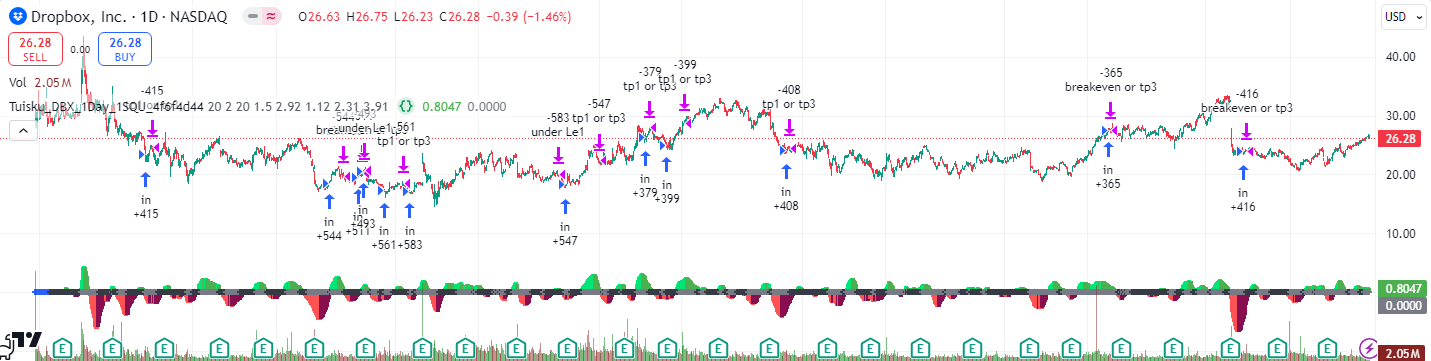 Dropbox, Inc. · 1D · NASDAQ O26.63 H26.75 L26.23 C26.28 −0.39 (−1.46%)
USD
26.28
SELL
0.00
26.28
BUY
Vol 2.05M
20 2 20 1.5 2.92 1.12 2.31 3.91 0.8047 0.0000
40.00
30.00
26.28
20.00
10.00
-415
in
+415
in
+544
in
+493
in
+561
under Le1
-561
tp1 or tp3
in
+583
-583
under Le1
in
+547
-547
tp1 or tp3
-379
tp1 or tp3
in
+379
-399
tp1 or tp3
in
+399
-408
tp1 or tp3
in
+408
-365
breakeven or tp3
in
+365
-416
breakeven or tp3
in
+416
0.8047
0.0000
2.05M
E E E E E E E E E E E E E E E E E E E E E E E E E E